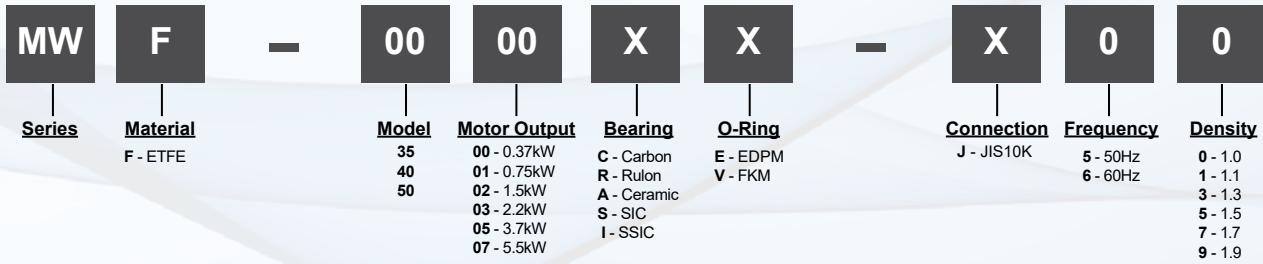 MW F - 00 00 X X - X 0 0
Series Material Model Motor Output Bearing O-Ring Connection Frequency Density
F - ETFE
35
40
50
00 - 0.37kW
01 - 0.75kW
02 - 1.5kW
03 - 2.2kW
05 - 3.7kW
07 - 5.5kW
C - Carbon
R - Rulon
A - Ceramic
S - SIC
I - SSIC
E - EDPM
V - FKM
J - JIS10K
5 - 50Hz
6 - 60Hz
0 - 1.0
1 - 1.1
3 - 1.3
5 - 1.5
7 - 1.7
9 - 1.9